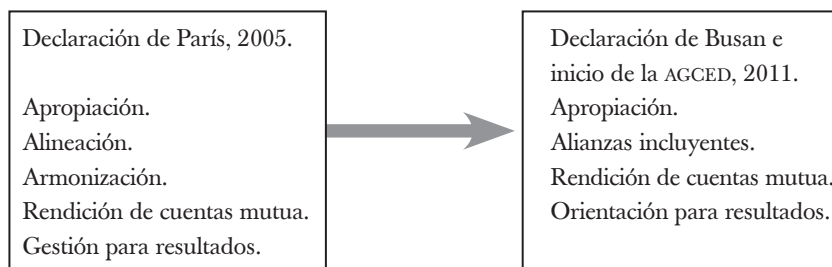 Declaración de París, 2005.
Apropiación.
Alineación.
Armonización.
Rendición de cuentas mutua.
Gestión para resultados.
Declaración de Busan e
inicio de la AGCED, 2011.
Apropiación.
Alianzas incluyentes.
Rendición de cuentas mutua.
Orientación para resultados.